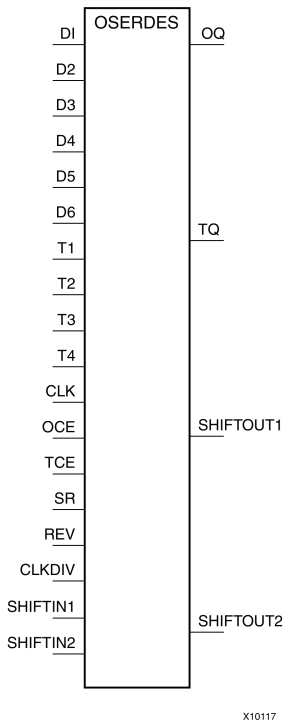 OSERDES
DI
OQ
D2
D3
D4
D5
D6
TQ
T1
T2
T3
T4
CLK
OCE
SHIFTOUT1
TCE
SR
REV
CLKDIV
SHIFTIN1
SHIFTOUT2
SHIFTIN2
X10117